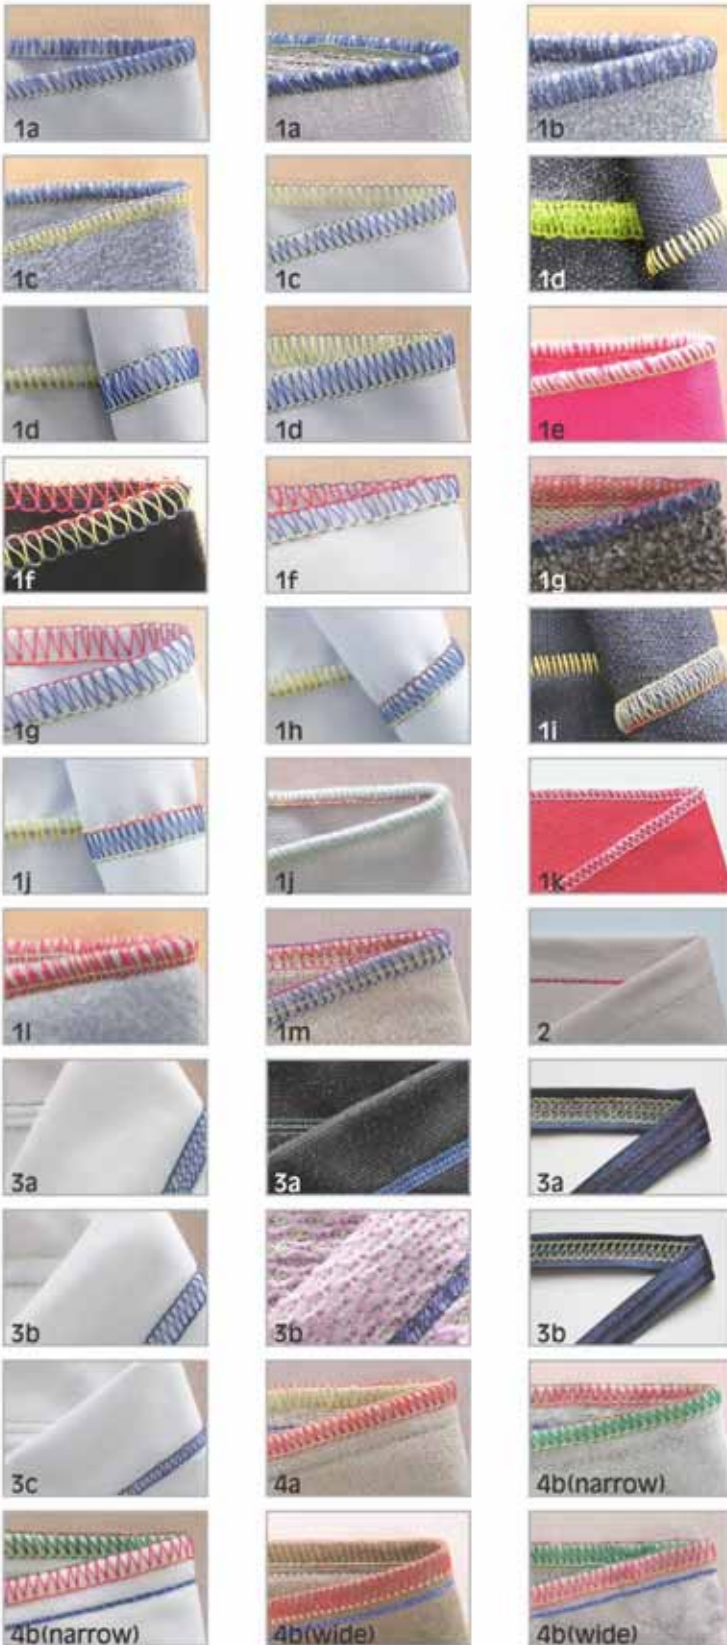 1a
1a
1b
1c
1c
1d
1d
1d
1e
1f
1f
1g
1g
1h
1i
1j
1j
1k
1l
1m
2
3a
3a
3a
3b
3b
3b
3c
4a
4b(narrow)
4b(narrow)
4b(wide)
4b(wide)